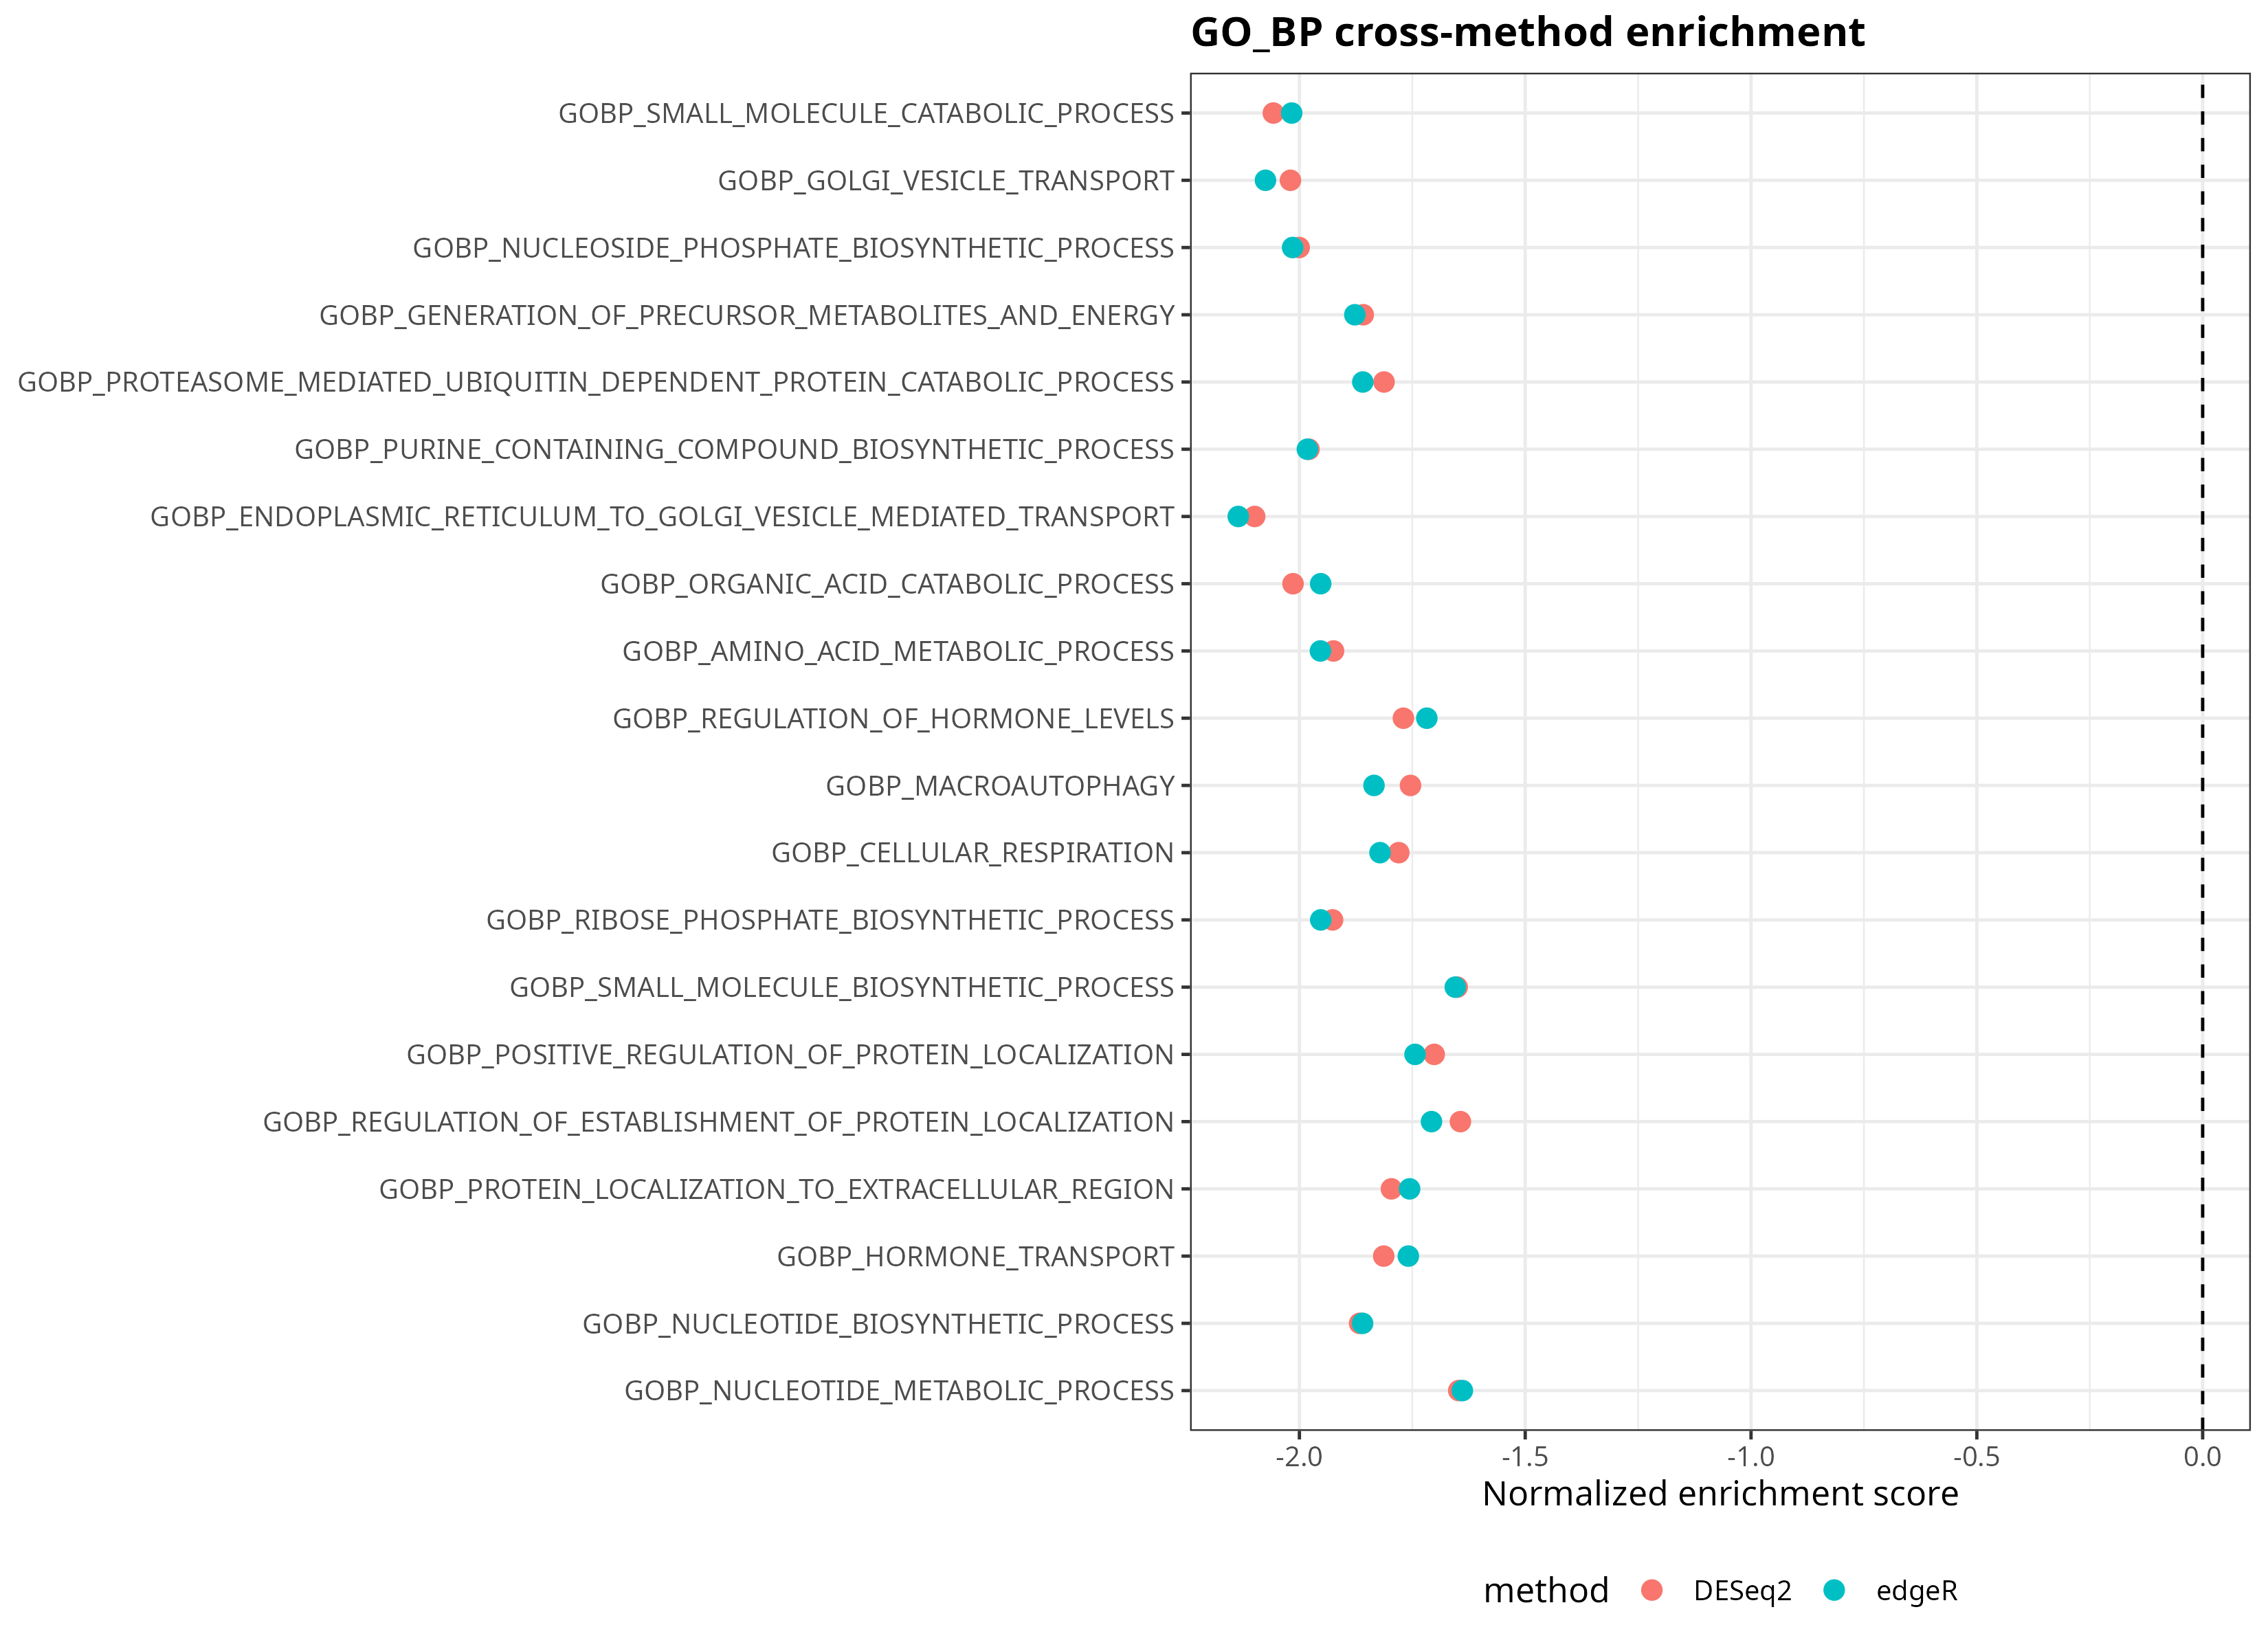 GO_BP cross-method enrichment
GOBP_SMALL_MOLECULE_CATABOLIC_PROCESS
GOBP_GOLGI_VESICLE_TRANSPORT
GOBP_NUCLEOSIDE_PHOSPHATE_BIOSYNTHETIC_PROCESS
GOBP_GENERATION_OF_PRECURSOR_METABOLITES_AND_ENERGY
GOBP_PROTEASOME_MEDIATED_UBIQUITIN_DEPENDENT_PROTEIN_CATABOLIC_PROCESS
GOBP_PURINE_CONTAINING_COMPOUND_BIOSYNTHETIC_PROCESS
GOBP_ENDOPLASMIC_RETICULUM_TO_GOLGI_VESICLE_MEDIATED_TRANSPORT
GOBP_ORGANIC_ACID_CATABOLIC_PROCESS
GOBP_AMINO_ACID_METABOLIC_PROCESS
GOBP_REGULATION_OF_HORMONE_LEVELS
GOBP_MACROAUTOPHAGY
GOBP_CELLULAR_RESPIRATION
GOBP_RIBOSE_PHOSPHATE_BIOSYNTHETIC_PROCESS
GOBP_SMALL_MOLECULE_BIOSYNTHETIC_PROCESS
GOBP_POSITIVE_REGULATION_OF_PROTEIN_LOCALIZATION
GOBP_REGULATION_OF_ESTABLISHMENT_OF_PROTEIN_LOCALIZATION
GOBP_PROTEIN_LOCALIZATION_TO_EXTRACELLULAR_REGION
GOBP_HORMONE_TRANSPORT
GOBP_NUCLEOTIDE_BIOSYNTHETIC_PROCESS
GOBP_NUCLEOTIDE_METABOLIC_PROCESS
-2.0 -1.5 -1.0 -0.5 0.0
Normalized enrichment score
method DESeq2 edgeR